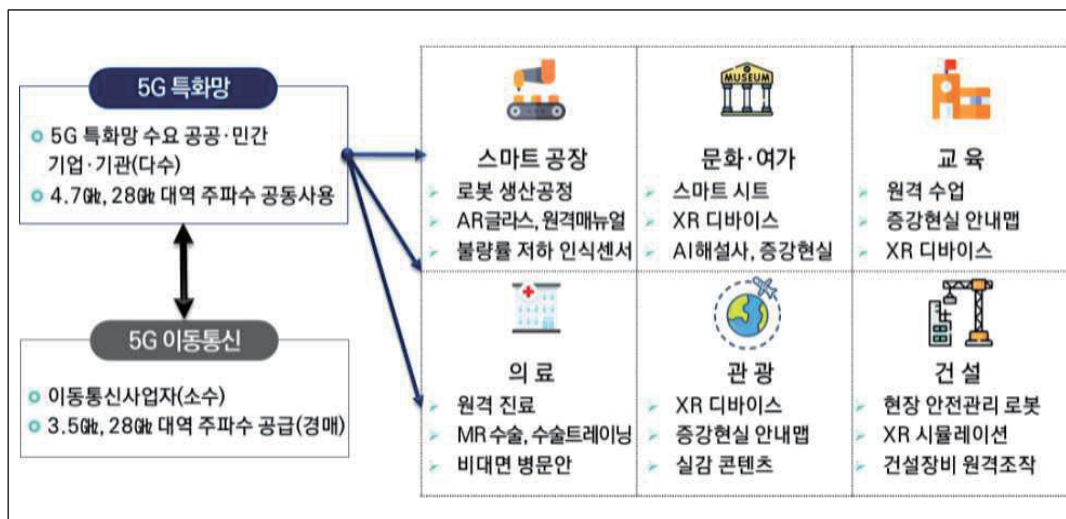 5G 특화망
5G 특화망 수요 공공·민간
기업·기관(다수)
4.7㎓, 28㎓ 대역 주파수 공동사용
5G 이동통신
이동통신사업자(소수)
3.5㎓, 28㎓ 대역 주파수 공급(경매)
스마트 공장
로봇 생산공정
AR글라스, 원격매뉴얼
불량률 저하 인식센서
MUSEUM
문화·여가
스마트 시트
XR 디바이스
AI해설사, 증강현실
교 육
원격 수업
증강현실 안내맵
XR 디바이스
의 료
원격 진료
MR 수술, 수술트레이닝
비대면 병문안
관 광
XR 디바이스
증강현실 안내맵
실감 콘텐츠
건 설
현장 안전관리 로봇
XR 시뮬레이션
건설장비 원격조작